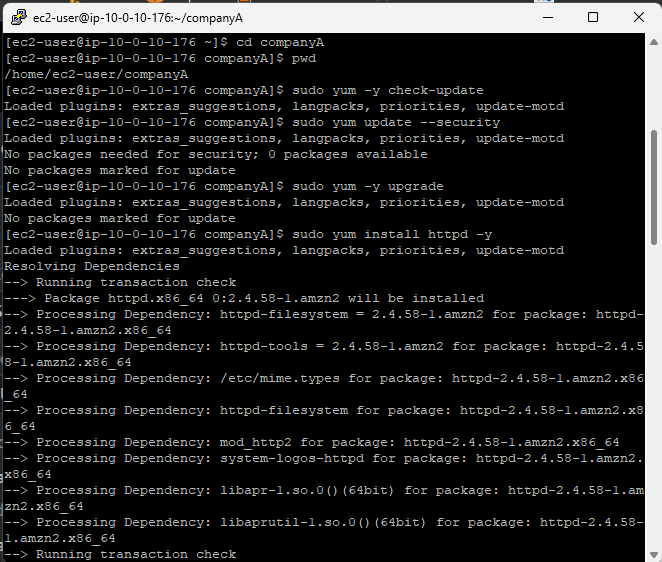 ec2-user@ip-10-0-10-176:~/companyA
[ec2-user@ip-10-0-10-176 ~]$ cd companyA
[ec2-user@ip-10-0-10-176 companyA]$ pwd
/home/ec2-user/companyA
[ec2-user@ip-10-0-10-176 companyA]$ sudo yum -y check-update
Loaded plugins: extras_suggestions, langpacks, priorities, update-motd
[ec2-user@ip-10-0-10-176 companyA]$ sudo yum update --security
Loaded plugins: extras_suggestions, langpacks, priorities, update-motd
No packages needed for security; 0 packages available
No packages marked for update
[ec2-user@ip-10-0-10-176 companyA]$ sudo yum -y upgrade
Loaded plugins: extras_suggestions, langpacks, priorities, update-motd
No packages marked for update
[ec2-user@ip-10-0-10-176 companyA]$ sudo yum install httpd -y
Loaded plugins: extras_suggestions, langpacks, priorities, update-motd
Resolving Dependencies
--> Running transaction check
---> Package httpd.x86_64 0:2.4.58-1.amzn2 will be installed
--> Processing Dependency: httpd-filesystem = 2.4.58-1.amzn2 for package: httpd-
2.4.58-1.amzn2.x86_64
--> Processing Dependency: httpd-tools = 2.4.58-1.amzn2 for package: httpd-2.4.5
8-1.amzn2.x86_64
--> Processing Dependency: /etc/mime.types for package: httpd-2.4.58-1.amzn2.x86
_64
--> Processing Dependency: httpd-filesystem for package: httpd-2.4.58-1.amzn2.x8
6_64
--> Processing Dependency: mod_http2 for package: httpd-2.4.58-1.amzn2.x86_64
--> Processing Dependency: system-logos-httpd for package: httpd-2.4.58-1.amzn2.
x86_64
--> Processing Dependency: libapr-1.so.0()(64bit) for package: httpd-2.4.58-1.am
zn2.x86_64
--> Processing Dependency: libaprutil-1.so.0()(64bit) for package: httpd-2.4.58-
1.amzn2.x86_64
--> Running transaction check